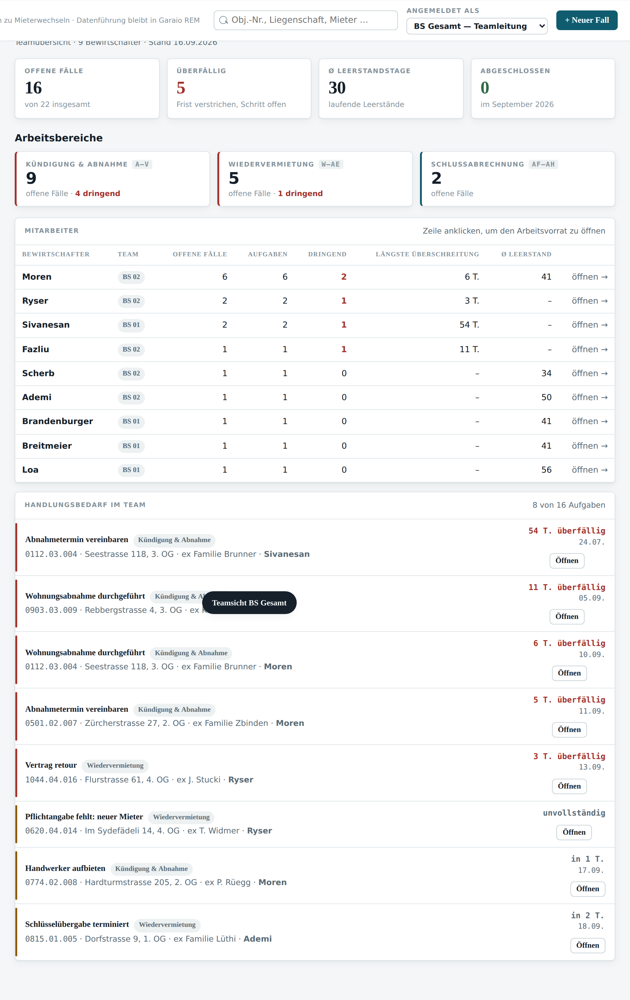 n zu Mieterwechseln · Datenführung bleibt in Garaio REM
Obj.-Nr., Liegenschaft, Mieter ...
ANGEMELDET ALS
BS Gesamt — Teamleitung
+ Neuer Fall
Teamübersicht · 9 Bewirtschafter · Stand 16.09.2026
OFFENE FÄLLE
16
von 22 insgesamt
ÜBERFÄLLIG
5
Frist verstrichen, Schritt offen
Ø LEERSTANDSTAGE
30
laufende Leerstände
ABGESCHLOSSEN
0
im September 2026
Arbeitsbereiche
KÜNDIGUNG & ABNAHME A–V
9
offene Fälle · 4 dringend
WIEDERVERMIETUNG W–AE
5
offene Fälle · 1 dringend
SCHLUSSABRECHNUNG AF–AH
2
offene Fälle
MITARBEITER Zeile anklicken, um den Arbeitsvorrat zu öffnen
BEWIRTSCHAFTER TEAM OFFENE FÄLLE AUFGABEN DRINGEND LÄNGSTE ÜBERSCHREITUNG Ø LEERSTAND
Moren BS 02 6 6 2 6 T. 41 öffnen →
Ryser BS 02 2 2 1 3 T. – öffnen →
Sivanesan BS 01 2 2 1 54 T. – öffnen →
Fazliu BS 02 1 1 1 11 T. – öffnen →
Scherb BS 02 1 1 0 – 34 öffnen →
Ademi BS 02 1 1 0 – 50 öffnen →
Brandenburger BS 01 1 1 0 – 41 öffnen →
Breitmeier BS 01 1 1 0 – 41 öffnen →
Loa BS 01 1 1 0 – 56 öffnen →
HANDLUNGSBEDARF IM TEAM 8 von 16 Aufgaben
Abnahmetermin vereinbaren Kündigung & Abnahme
0112.03.004 · Seestrasse 118, 3. OG · ex Familie Brunner · Sivanesan
54 T. überfällig
24.07.
Öffnen
Wohnungsabnahme durchgeführt Kündigung & A
0903.03.009 · Rebbergstrasse 4, 3. OG · ex K
Teamsicht BS Gesamt
11 T. überfällig
05.09.
Öffnen
Wohnungsabnahme durchgeführt Kündigung & Abnahme
0112.03.004 · Seestrasse 118, 3. OG · ex Familie Brunner · Moren
6 T. überfällig
10.09.
Öffnen
Abnahmetermin vereinbaren Kündigung & Abnahme
0501.02.007 · Zürcherstrasse 27, 2. OG · ex Familie Zbinden · Moren
5 T. überfällig
11.09.
Öffnen
Vertrag retour Wiedervermietung
1044.04.016 · Flurstrasse 61, 4. OG · ex J. Stucki · Ryser
3 T. überfällig
13.09.
Öffnen
Pflichtangabe fehlt: neuer Mieter Wiedervermietung
0620.04.014 · Im Sydefädeli 14, 4. OG · ex T. Widmer · Ryser
unvollständig
Öffnen
Handwerker aufbieten Kündigung & Abnahme
0774.02.008 · Hardturmstrasse 205, 2. OG · ex P. Rüegg · Moren
in 1 T.
17.09.
Öffnen
Schlüsselübergabe terminiert Wiedervermietung
0815.01.005 · Dorfstrasse 9, 1. OG · ex Familie Lüthi · Ademi
in 2 T.
18.09.
Öffnen